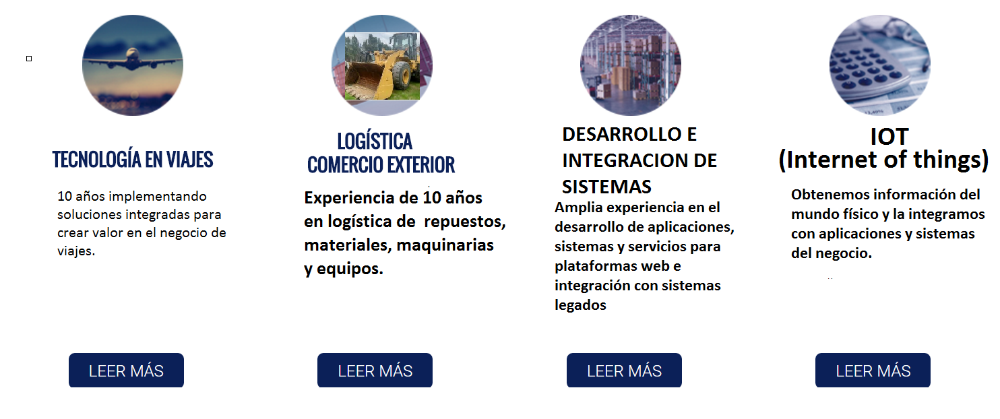 TECNOLOGÍA EN VIAJES
10 años implementando
soluciones integradas para
crear valor en el negocio de
viajes.
LEER MÁS
LOGÍSTICA
COMERCIO EXTERIOR
Experiencia de 10 años
en logística de repuestos,
materiales, maquinarias
y equipos.
LEER MÁS
DESARROLLO E
INTEGRACION DE
SISTEMAS
Amplia experiencia en el
desarrollo de aplicaciones,
sistemas y servicios para
plataformas web e
integración con sistemas
legados
LEER MÁS
IOT
(Internet of things)
Obtenemos información del
mundo físico y la integramos
con aplicaciones y sistemas
del negocio.
LEER MÁS